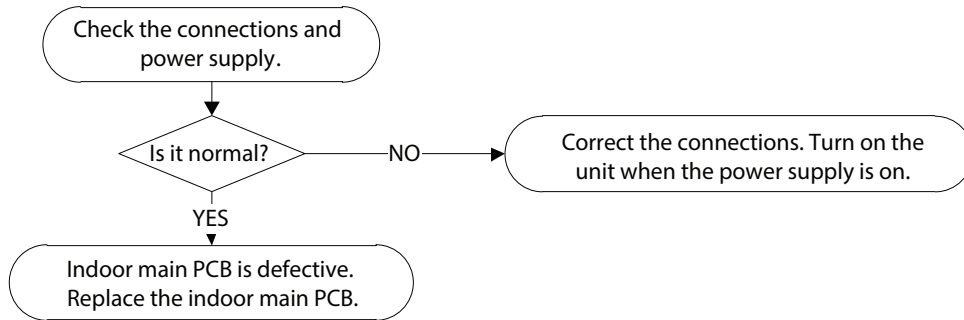 Check the connections and
power supply.
Is it normal?
NO
Correct the connections. Turn on the
unit when the power supply is on.
YES
Indoor main PCB is defective.
Replace the indoor main PCB.